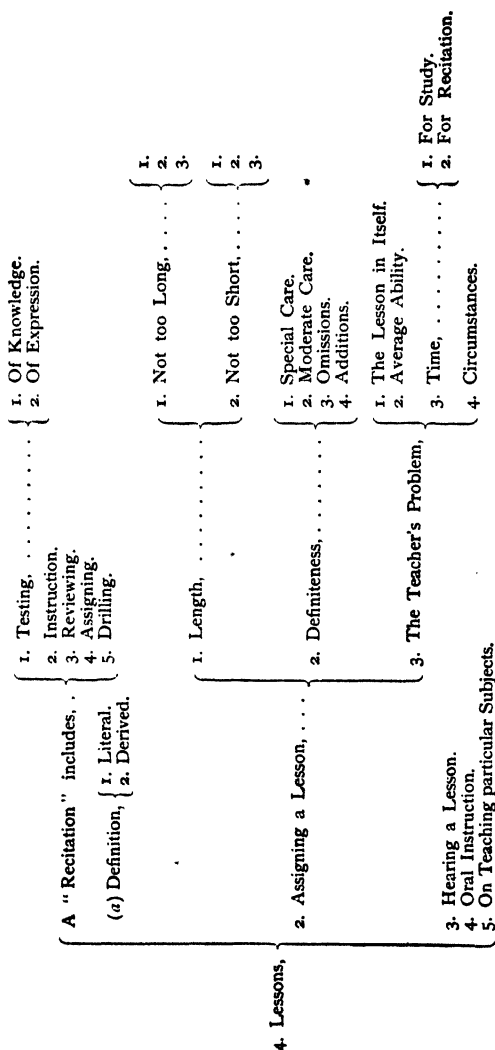 4. Lessons,
A "Recitation" includes, .
1. Testing, . . . . . . . . . .
1. Of Knowledge.
2. Of Expression.
2. Instruction.
3. Reviewing.
4. Assigning.
5. Drilling.
(a) Definition,
1. Literal.
2. Derived.
2. Assigning a Lesson, . . .
1. Length, . . . . . . . . . .
1. Not too Long, . . . .
1.
2.
3.
2. Not too Short, . . . .
1.
2.
3.
2. Definiteness, . . . . . . .
1. Special Care.
2. Moderate Care.
3. Omissions.
4. Additions.
3. The Teacher's Problem,
1. The Lesson in Itself.
2. Average Ability.
3. Time, . . . . . . . . . .
1. For Study.
2. For Recitation.
4. Circumstances.
3. Hearing a Lesson.
4. Oral Instruction.
5. On Teaching particular Subjects.